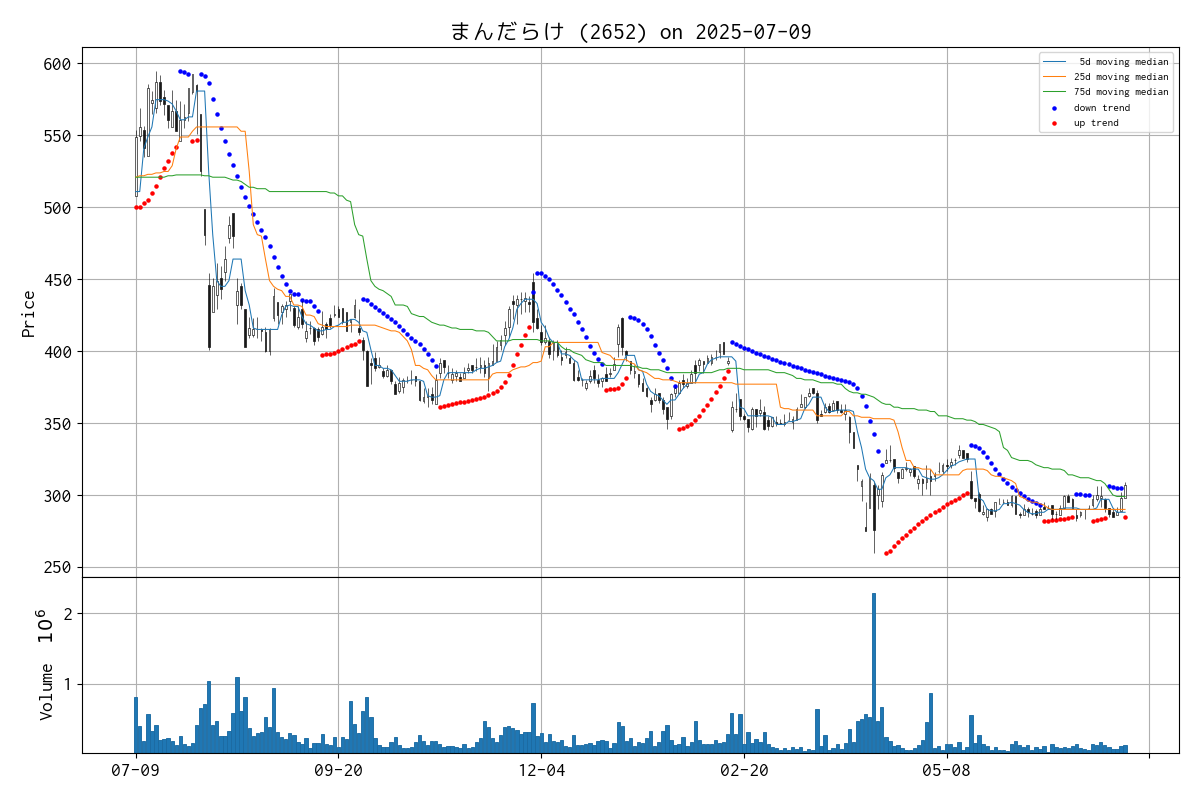 まんだらけ (2652) on 2025-07-09
5d moving median
25d moving median
75d moving median
down trend
up trend
Price
600
550
500
450
400
350
300
250
Volume 10^6
2
1
07-09 09-20 12-04 02-20 05-08